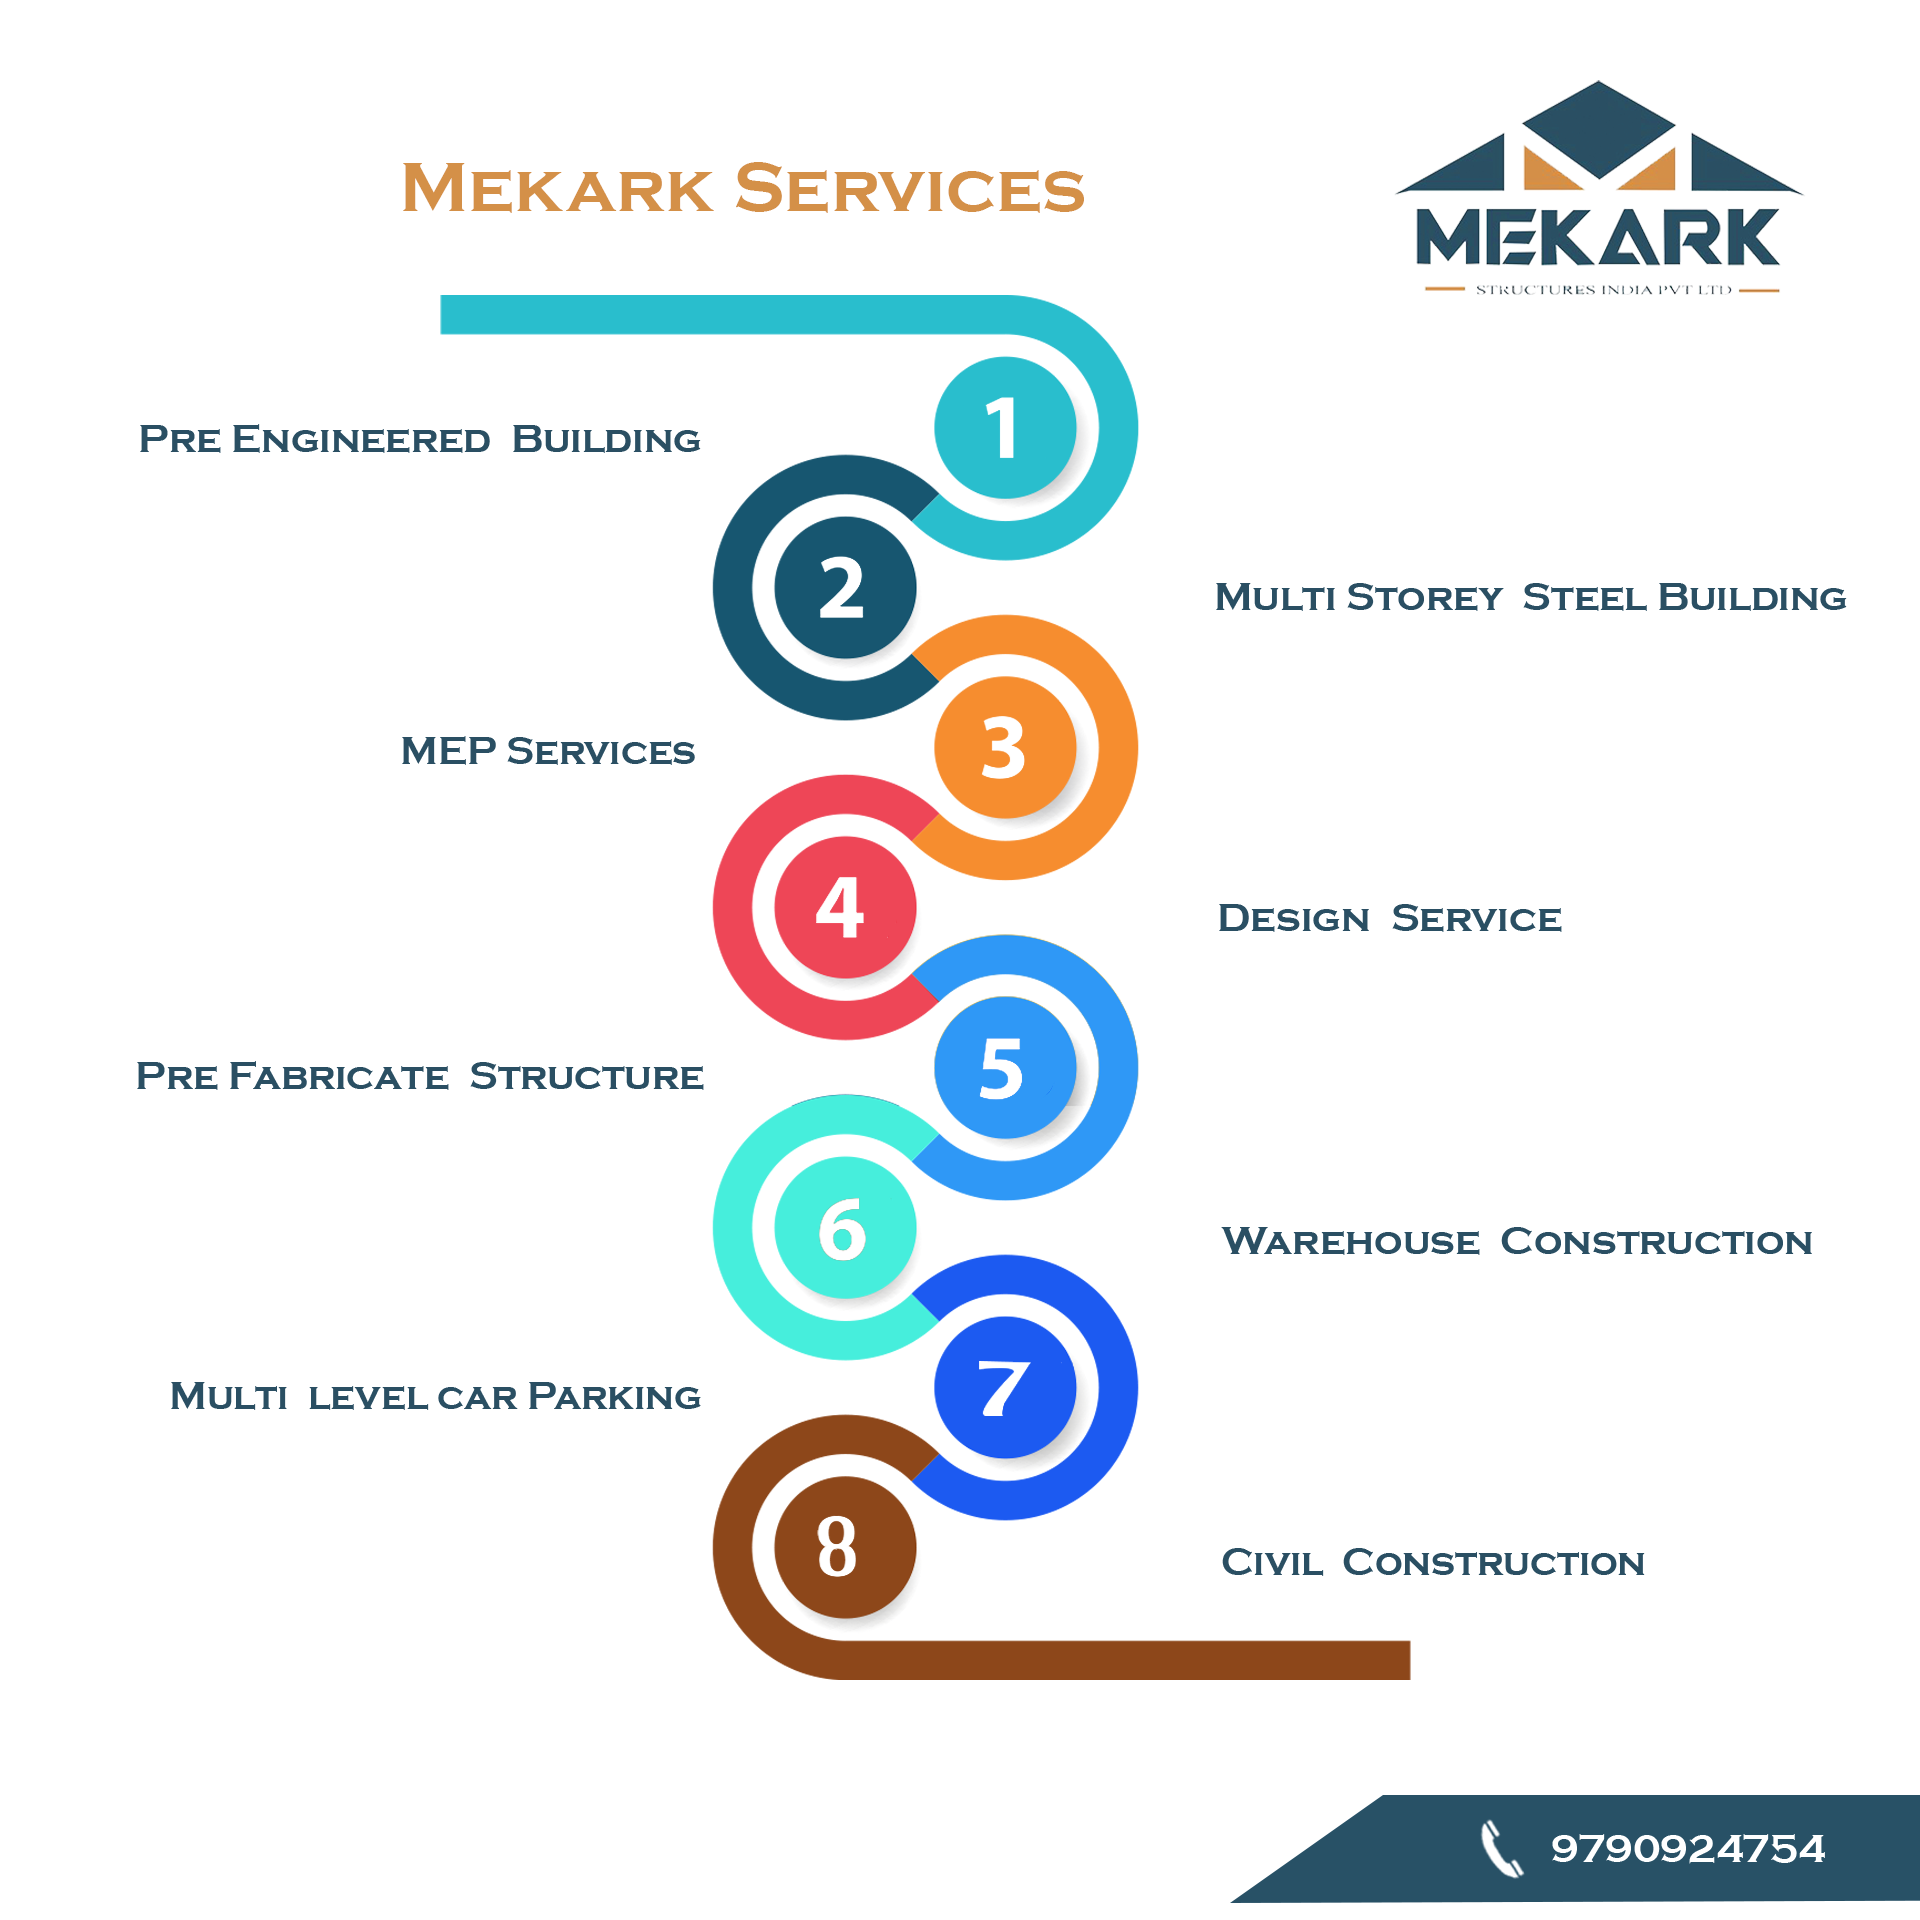 Mekark Services
MEKARK
STRUCTURES INDIA PVT LTD
1
Pre Engineered Building
2
Multi Storey Steel Building
3
MEP Services
4
Design Service
5
Pre Fabricate Structure
6
Warehouse Construction
7
Multi level car Parking
8
Civil Construction
9790924754